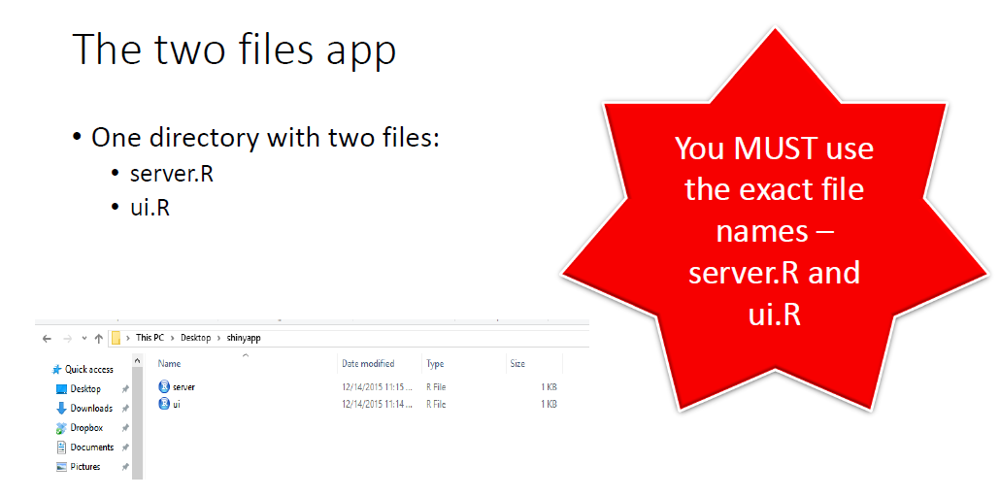 The two files app
• One directory with two files:
• server.R
• ui.R
You MUST use
the exact file
names –
server.R and
ui.R
This PC > Desktop > shinyapp
Name Date modified Type Size
Quick access
Desktop
Downloads
Dropbox
Documents
Pictures
server 12/14/2015 11:15 ... R File 1 KB
ui 12/14/2015 11:14 ... R File 1 KB